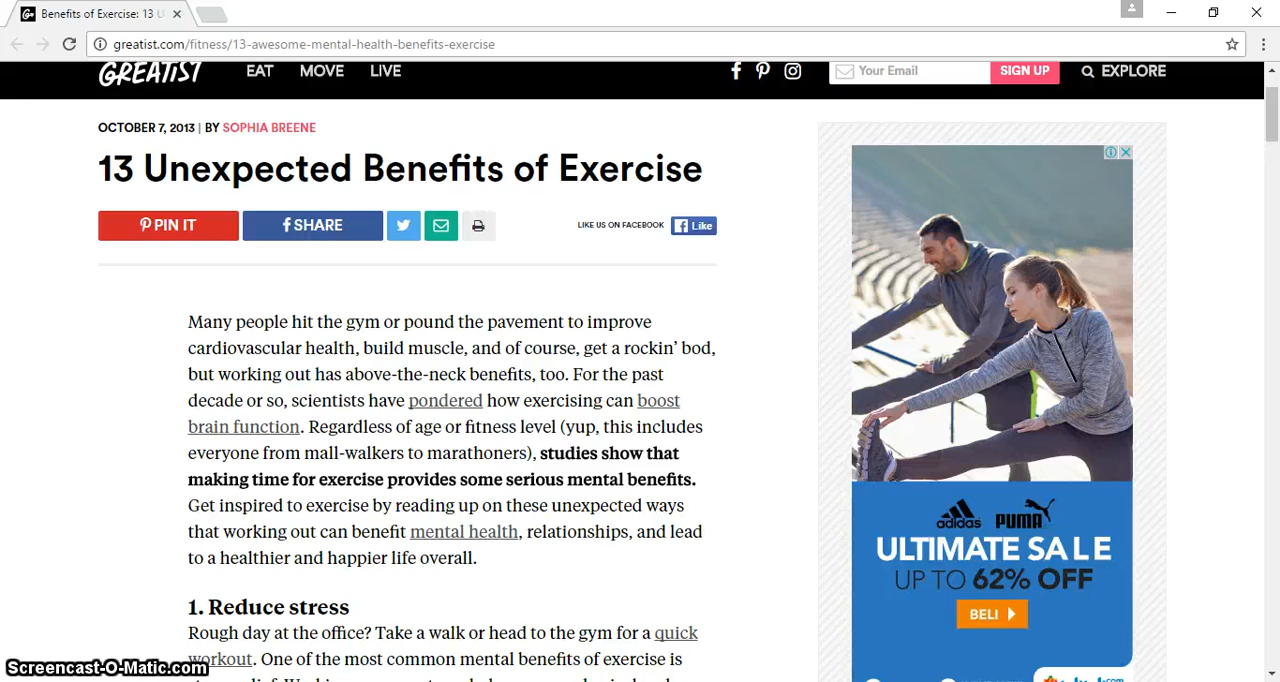 Benefits of Exercise: 13 U
greatist.com/fitness/13-awesome-mental-health-benefits-exercise
GREATIST EAT MOVE LIVE Your Email SIGN UP EXPLORE
OCTOBER 7, 2013 | BY SOPHIA BREENE
13 Unexpected Benefits of Exercise
PIN IT SHARE LIKE US ON FACEBOOK Like
Many people hit the gym or pound the pavement to improve
cardiovascular health, build muscle, and of course, get a rockin’ bod,
but working out has above-the-neck benefits, too. For the past
decade or so, scientists have pondered how exercising can boost
brain function. Regardless of age or fitness level (yup, this includes
everyone from mall-walkers to marathoners), studies show that
making time for exercise provides some serious mental benefits.
Get inspired to exercise by reading up on these unexpected ways
that working out can benefit mental health, relationships, and lead
to a healthier and happier life overall.
1. Reduce stress
Rough day at the office? Take a walk or head to the gym for a quick
workout. One of the most common mental benefits of exercise is
adidas PUMA
ULTIMATE SALE
UP TO 62% OFF
BELI
Screencast-O-Matic.com